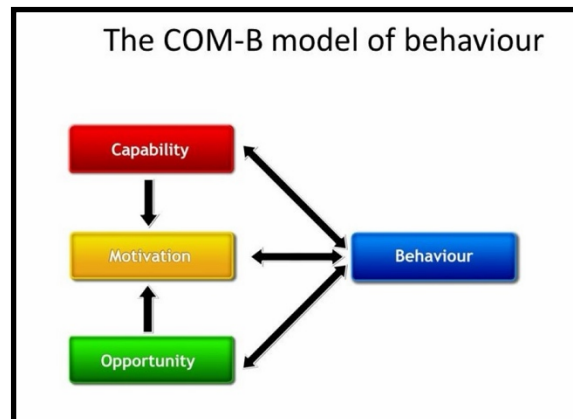 The COM-B model of behaviour
Capability
Motivation
Behaviour
Opportunity